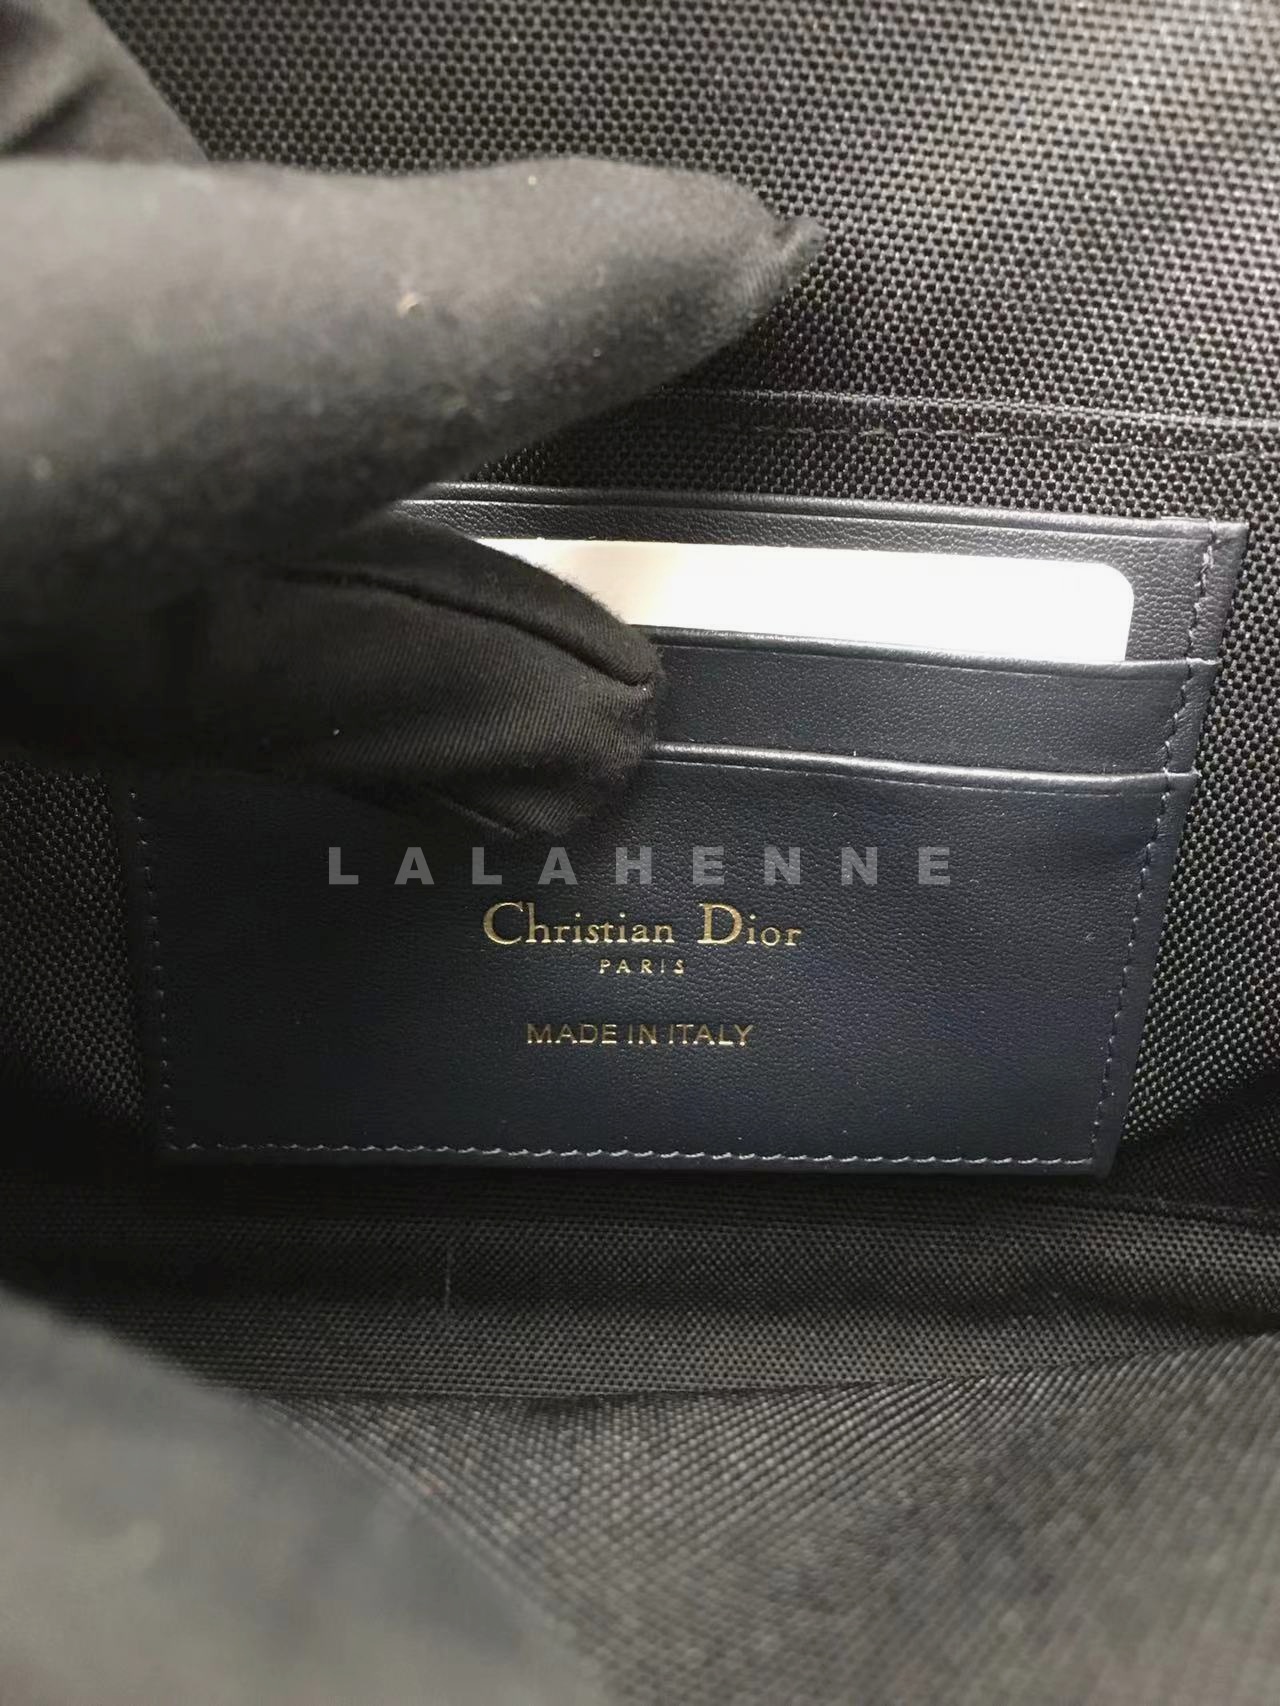 LALAHENNE
Christian Dior
PARIS
MADE IN ITALY